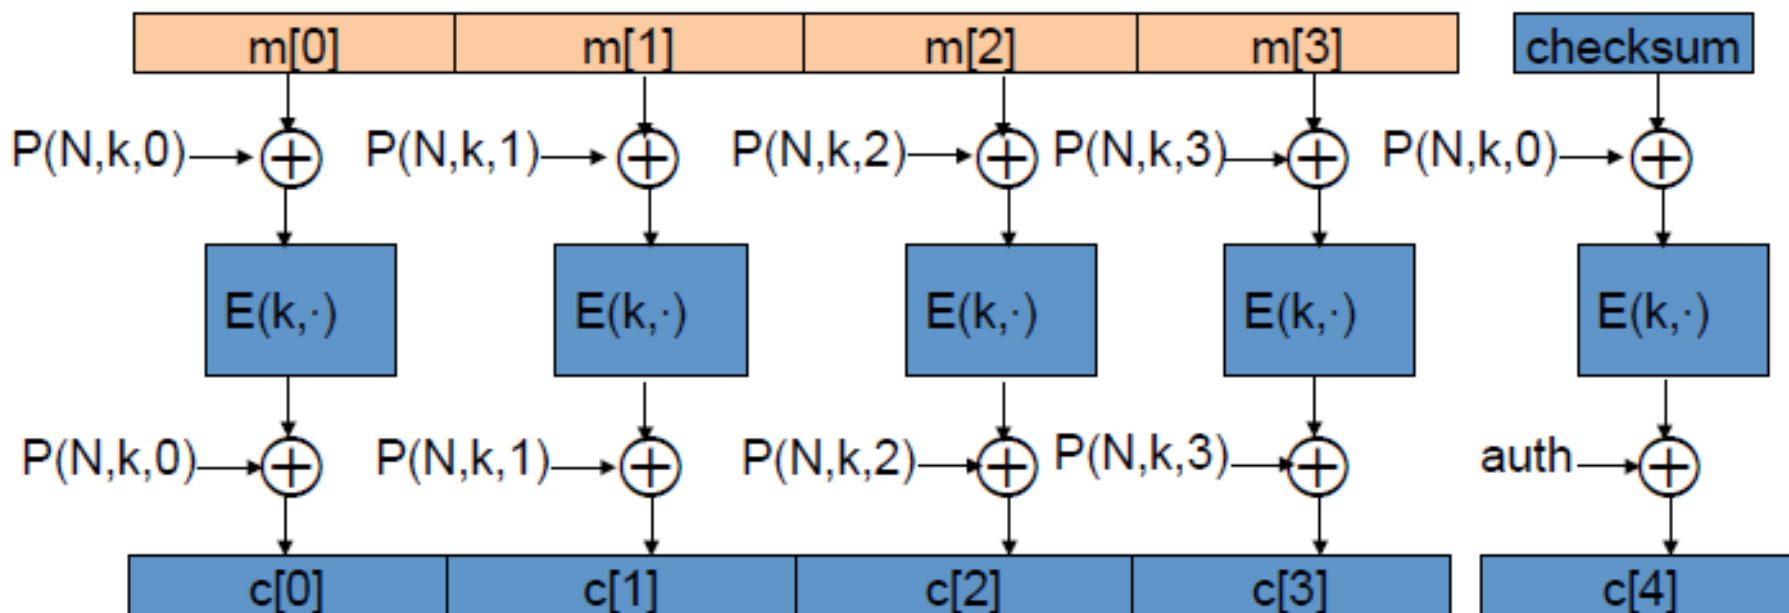 m[0] m[1] m[2] m[3] checksum
P(N,k,0) P(N,k,1) P(N,k,2) P(N,k,3) P(N,k,0)
E(k,·) E(k,·) E(k,·) E(k,·) E(k,·)
P(N,k,0) P(N,k,1) P(N,k,2) P(N,k,3) auth
c[0] c[1] c[2] c[3] c[4]